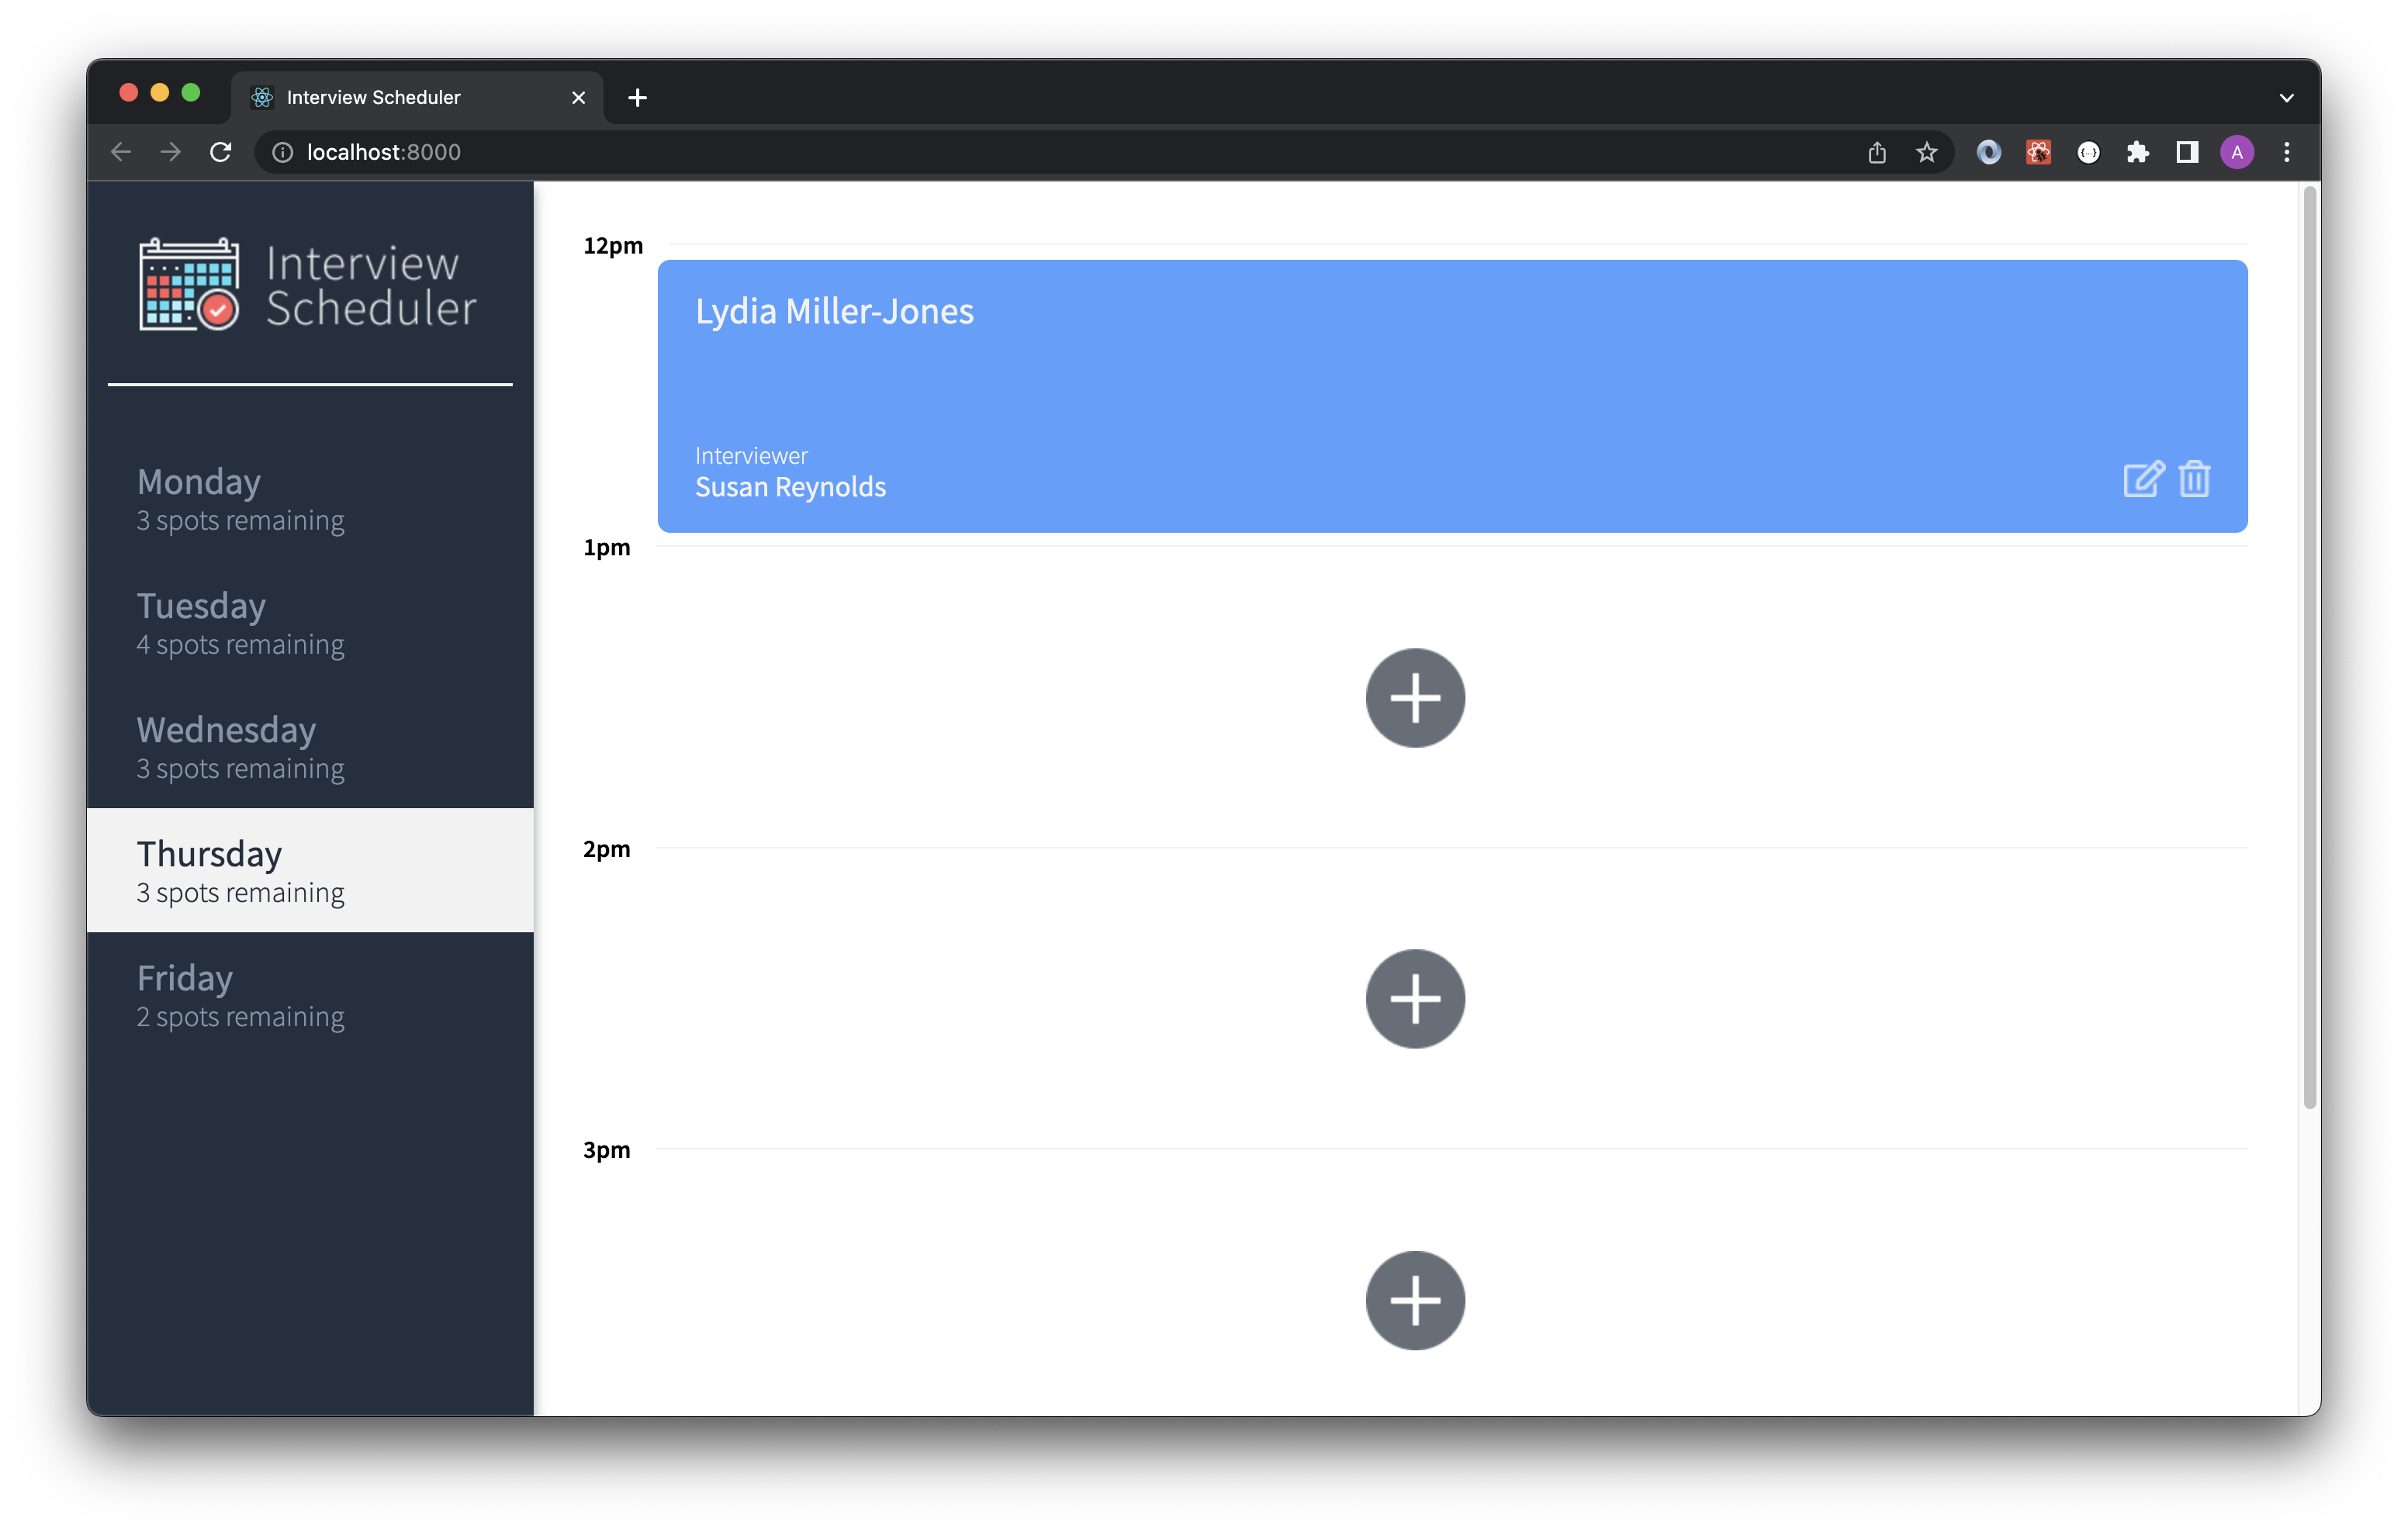 Interview Scheduler
localhost:8000
A
Interview
Scheduler
Monday
3 spots remaining
Tuesday
4 spots remaining
Wednesday
3 spots remaining
Thursday
3 spots remaining
Friday
2 spots remaining
12pm
Lydia Miller-Jones
Interviewer
Susan Reynolds
1pm
2pm
3pm